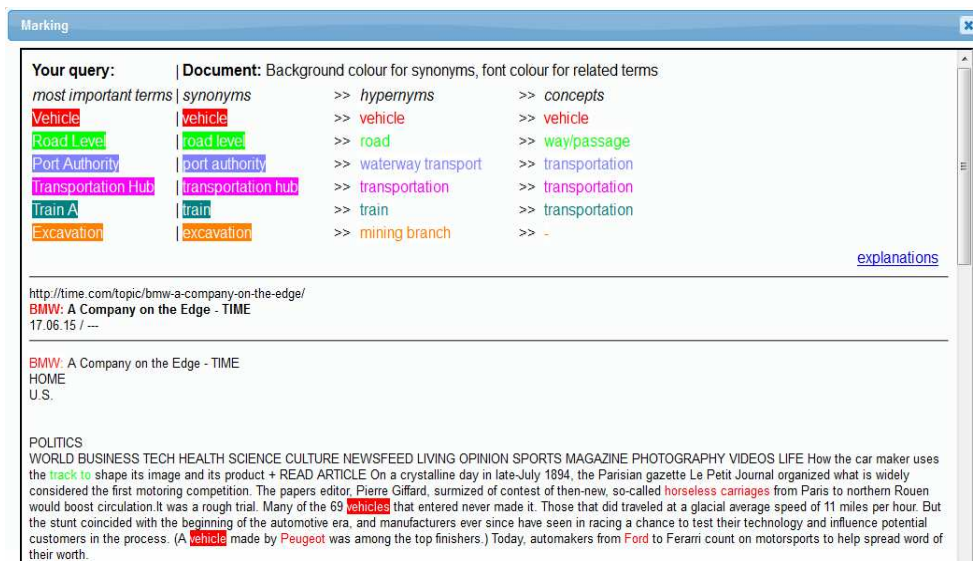 Marking
Your query: | Document: Background colour for synonyms, font colour for related terms
most important terms | synonyms >> hypernyms >> concepts
Vehicle | vehicle >> vehicle >> vehicle
Road Level | road level >> road >> way/passage
Port Authority | port authority >> waterway transport >> transportation
Transportation Hub | transportation hub >> transportation >> transportation
Train A | train >> train >> transportation
Excavation | excavation >> mining branch >> -
explanations
http://time.com/topic/bmw-a-company-on-the-edge/
BMW: A Company on the Edge - TIME
17.06.15 / ---
BMW: A Company on the Edge - TIME
HOME
U.S.
POLITICS
WORLD BUSINESS TECH HEALTH SCIENCE CULTURE NEWSFEED LIVING OPINION SPORTS MAGAZINE PHOTOGRAPHY VIDEOS LIFE How the car maker uses
the track to shape its image and its product + READ ARTICLE On a crystalline day in late-July 1894, the Parisian gazette Le Petit Journal organized what is widely
considered the first motoring competition. The papers editor, Pierre Giffard, surmized of contest of then-new, so-called horseless carriages from Paris to northern Rouen
would boost circulation.It was a rough trial. Many of the 69 vehicles that entered never made it. Those that did traveled at a glacial average speed of 11 miles per hour. But
the stunt coincided with the beginning of the automotive era, and manufacturers ever since have seen in racing a chance to test their technology and influence potential
customers in the process. (A vehicle made by Peugeot was among the top finishers.) Today, automakers from Ford to Ferarri count on motorsports to help spread word of
their worth.